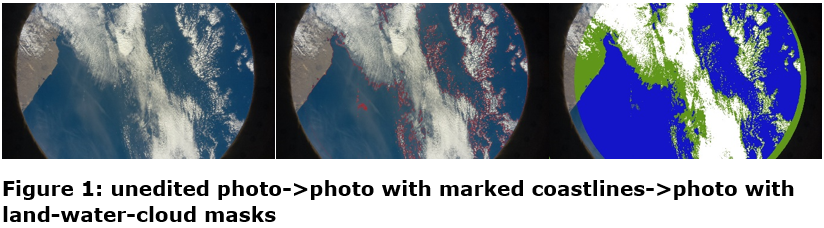 Figure 1: unedited photo->photo with marked coastlines->photo with
land-water-cloud masks